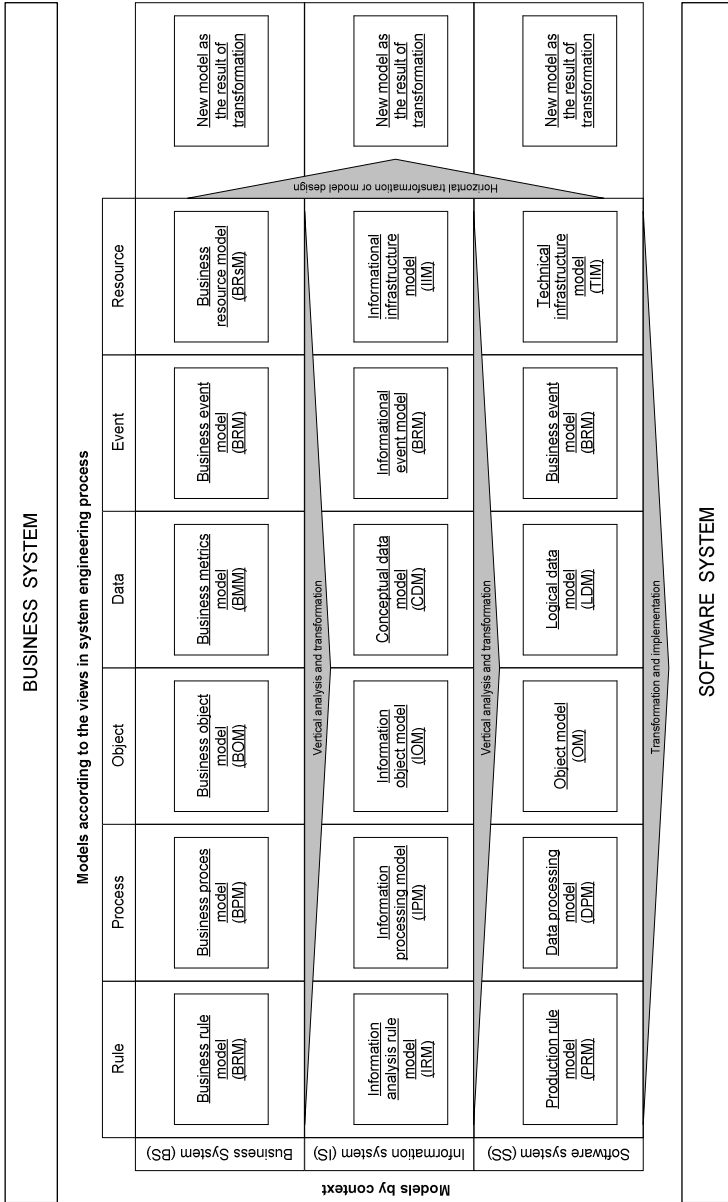 BUSINESS SYSTEM
Models according to the views in system engineering process
Rule
Process
Object
Data
Event
Resource
Models by context
Business System (BS)
Business rule
model
(BRM)
Business proces
model
(BPM)
Business object
model
(BOM)
Business metrics
model
(BMM)
Business event
model
(BRM)
Business
resource model
(BRsM)
New model as
the result of
transformation
Vertical analysis and transformation
Horizontal transformation or model design
Information system (IS)
Information
analysis rule
model
(IRM)
Information
processing model
(IPM)
Information
object model
(IOM)
Conceptual data
model
(CDM)
Informational
event model
(BRM)
Informational
infrastructure
model
(IIM)
New model as
the result of
transformation
Vertical analysis and transformation
Software system (SS)
Production rule
model
(PRM)
Data processing
model
(DPM)
Object model
(OM)
Logical data
model
(LDM)
Business event
model
(BRM)
Technical
infrastructure
model
(TIM)
New model as
the result of
transformation
Transformation and implementation
SOFTWARE SYSTEM